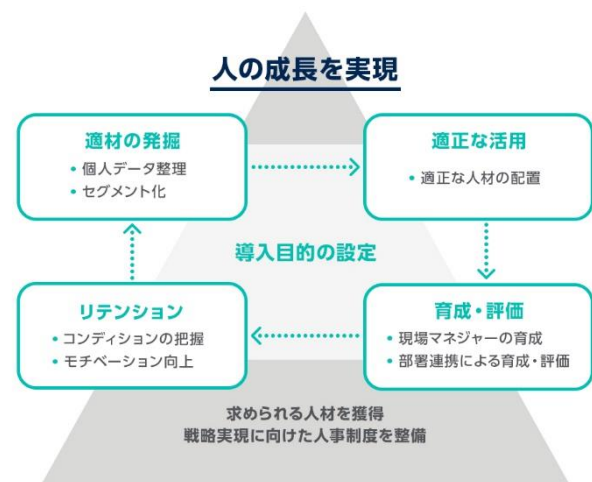 人の成長を実現
適材の発掘
• 個人データ整理
• セグメント化
適正な活用
• 適正な人材の配置
導入目的の設定
リテンション
• コンディションの把握
• モチベーション向上
育成・評価
• 現場マネジャーの育成
• 部署連携による育成・評価
求められる人材を獲得
戦略実現に向けた人事制度を整備